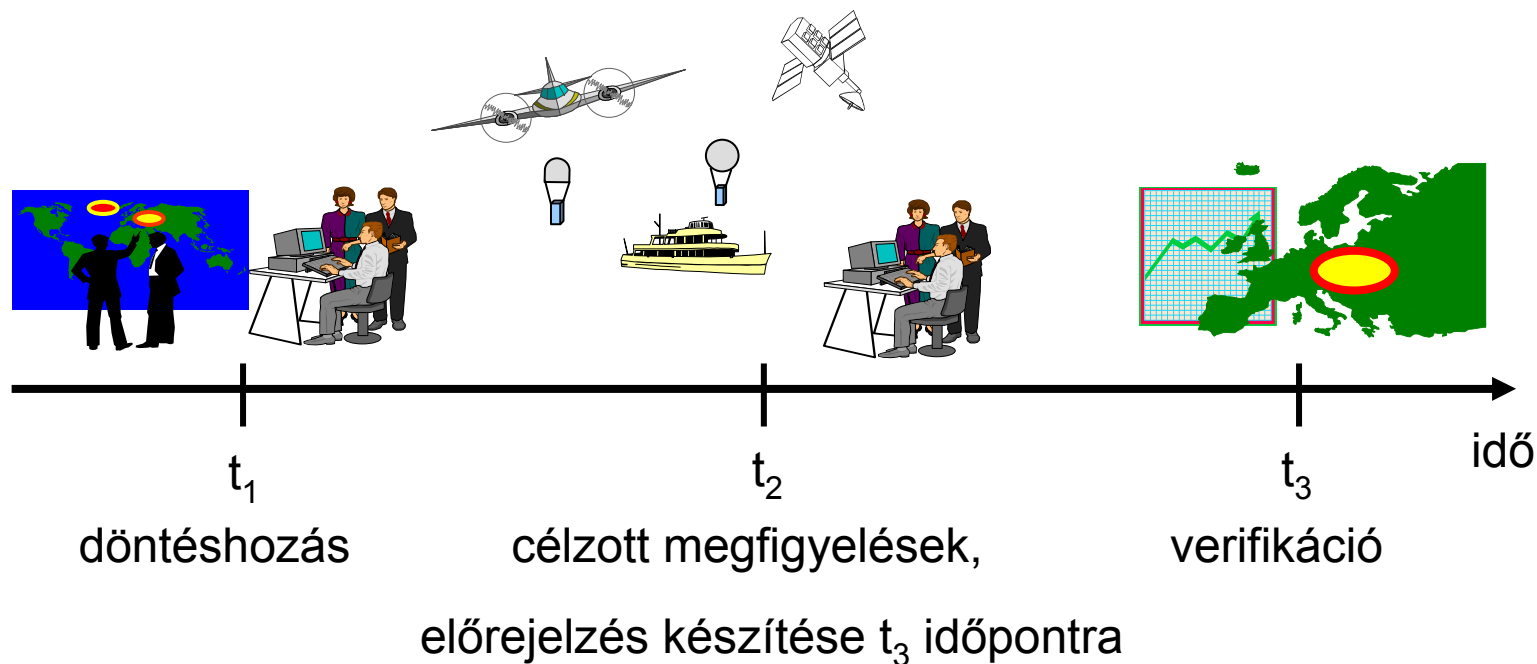 idő
t₁ t₂ t₃
döntéshozás célzott megfigyelések, verifikáció
előrejelzés készítése t₃ időpontra